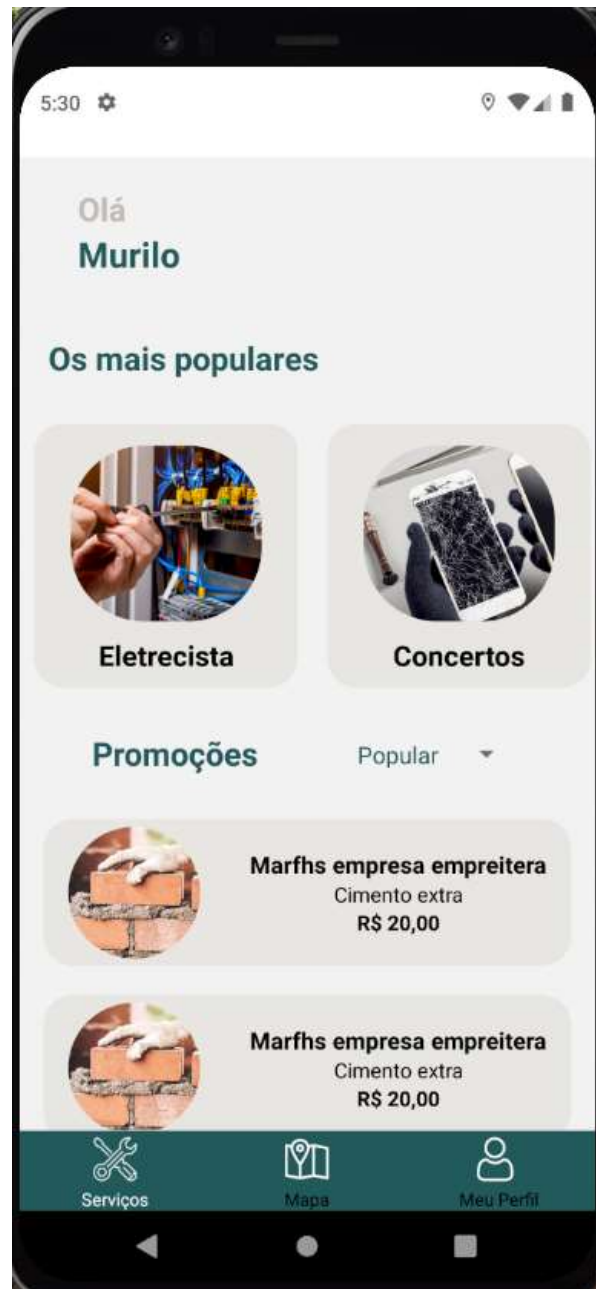 5:30
Olá
Murilo
Os mais populares
Eletrecista
Concertos
Promoções
Popular
Marfhs empresa empreitera
Cimento extra
R$ 20,00
Marfhs empresa empreitera
Cimento extra
R$ 20,00
Serviços
Mapa
Meu Perfil